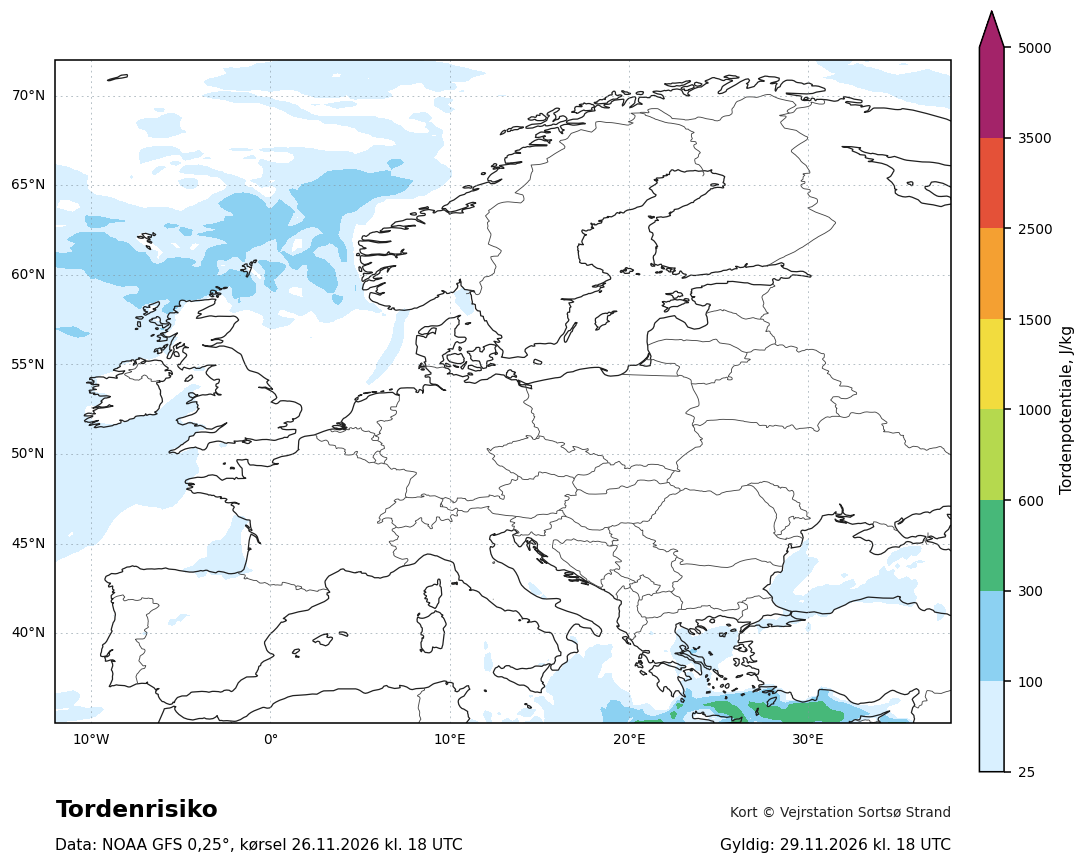 70°N
65°N
60°N
55°N
50°N
45°N
40°N
10°W
0°
10°E
20°E
30°E
5000
3500
2500
1500
1000
600
300
100
25
Tordenpotentiale, J/kg
Tordenrisiko
Kort © Vejrstation Sortsø Strand
Data: NOAA GFS 0,25°, kørsel 26.11.2026 kl. 18 UTC
Gyldig: 29.11.2026 kl. 18 UTC